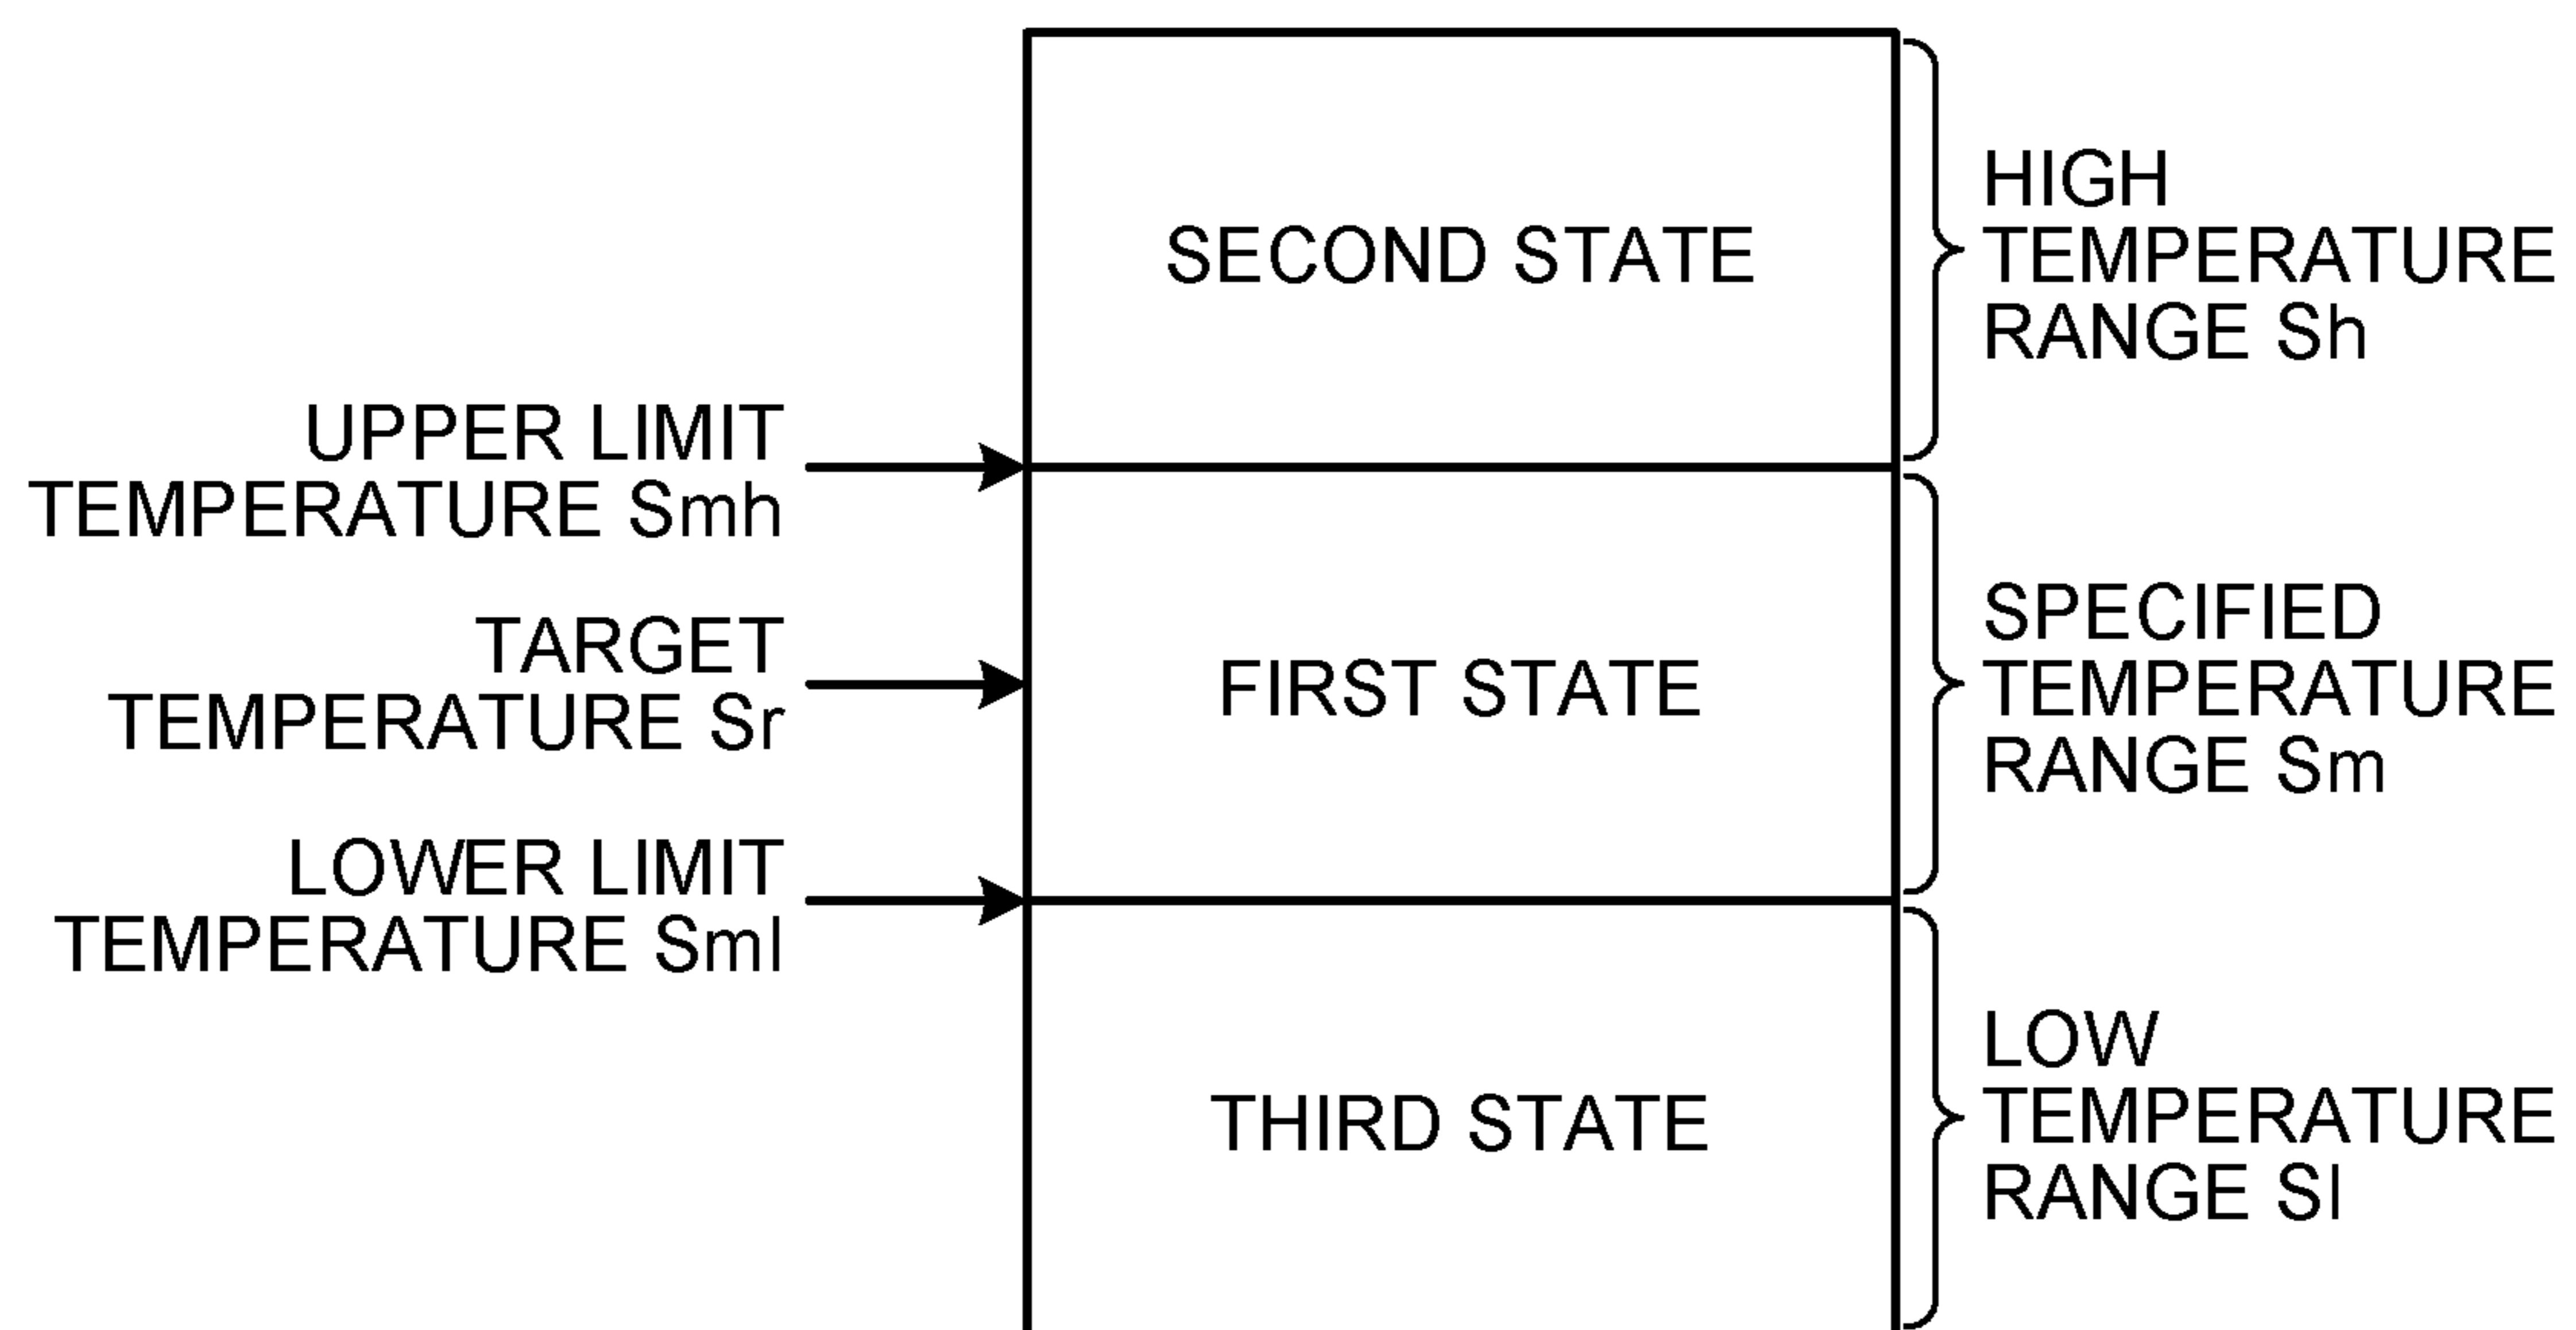 HIGH
TEMPERATURE
RANGE Sh
SECOND STATE
UPPER LIMIT
TEMPERATURE Smh
SPECIFIED
TEMPERATURE
RANGE Sm
TARGET
TEMPERATURE Sr
FIRST STATE
LOWER LIMIT
TEMPERATURE Sml
LOW
TEMPERATURE
RANGE Sl
THIRD STATE